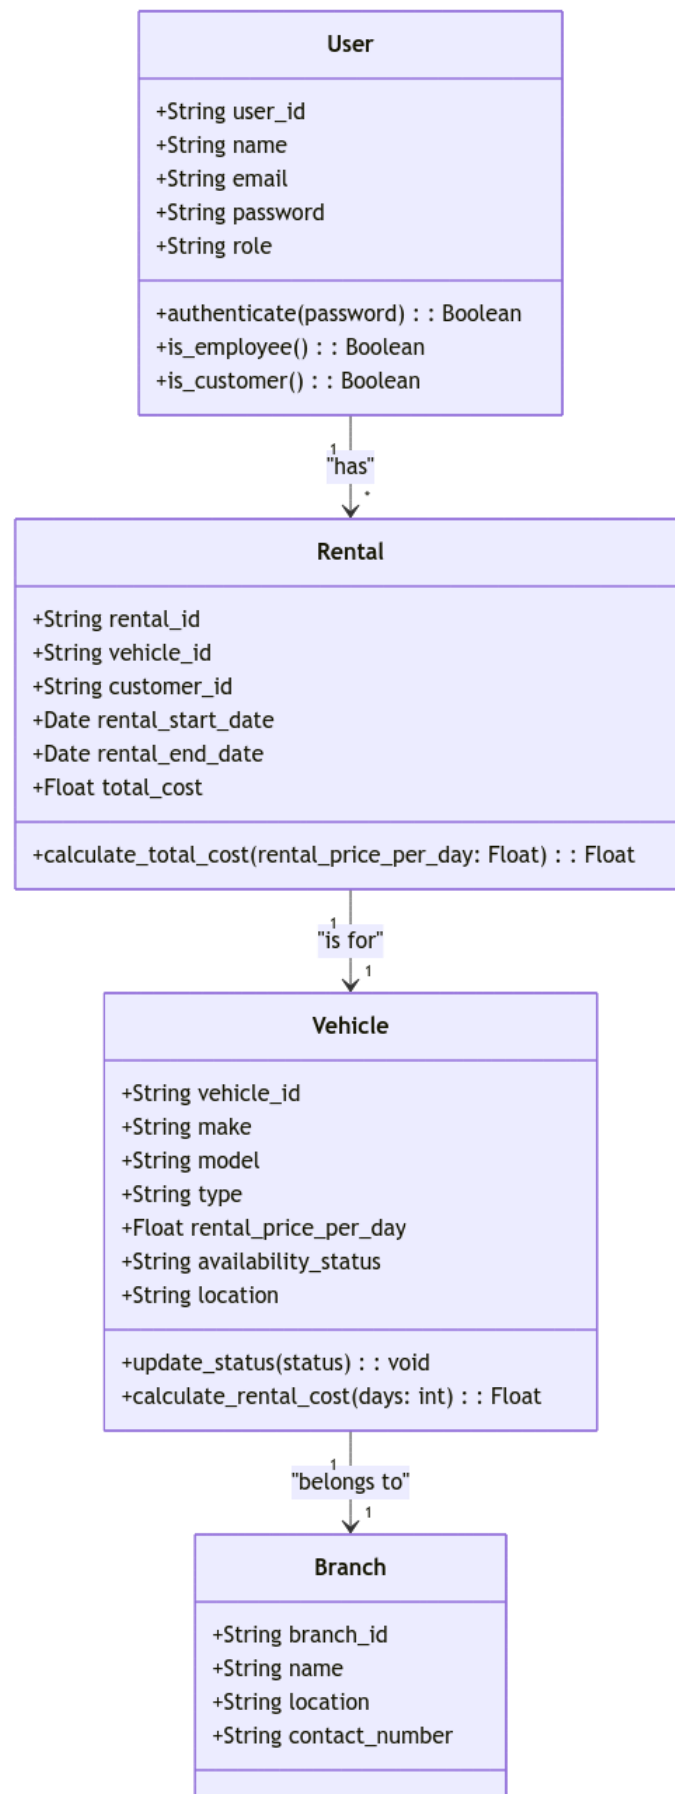 User
+String user_id
+String name
+String email
+String password
+String role
+authenticate(password) : : Boolean
+is_employee() : : Boolean
+is_customer() : : Boolean
1
"has"
*
Rental
+String rental_id
+String vehicle_id
+String customer_id
+Date rental_start_date
+Date rental_end_date
+Float total_cost
+calculate_total_cost(rental_price_per_day: Float) : : Float
1
"is for"
1
Vehicle
+String vehicle_id
+String make
+String model
+String type
+Float rental_price_per_day
+String availability_status
+String location
+update_status(status) : : void
+calculate_rental_cost(days: int) : : Float
1
"belongs to"
1
Branch
+String branch_id
+String name
+String location
+String contact_number